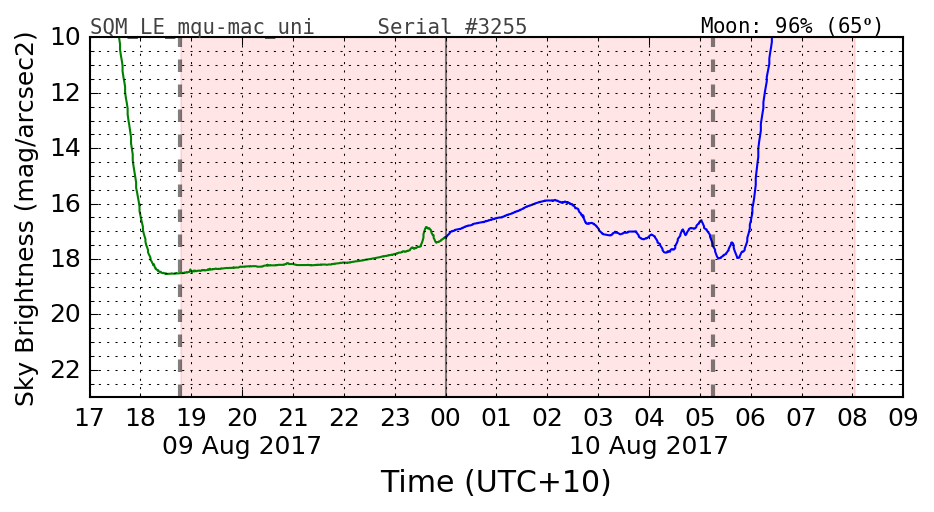 SQM_LE_mqu-mac_uni Serial #3255 Moon: 96% (65°)
10
12
14
16
18
20
22
Sky Brightness (mag/arcsec2)
17 18 19 20 21 22 23 00 01 02 03 04 05 06 07 08 09
09 Aug 2017 10 Aug 2017
Time (UTC+10)